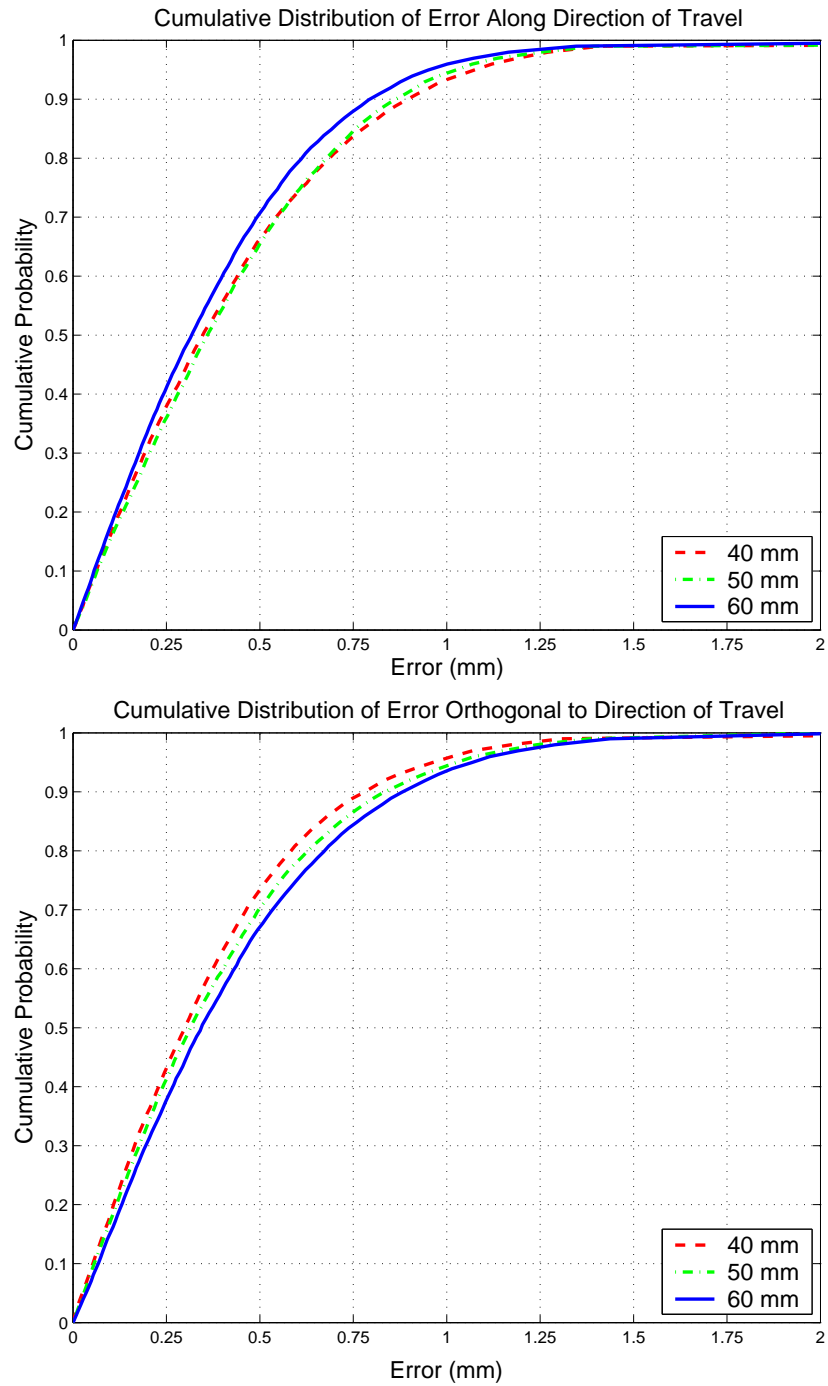 Cumulative Distribution of Error Along Direction of Travel
1
0.9
0.8
0.7
0.6
0.5
0.4
0.3
0.2
0.1
0
Cumulative Probability
40 mm
50 mm
60 mm
0 0.25 0.5 0.75 1 1.25 1.5 1.75 2
Error (mm)
Cumulative Distribution of Error Orthogonal to Direction of Travel
1
0.9
0.8
0.7
0.6
0.5
0.4
0.3
0.2
0.1
0
Cumulative Probability
40 mm
50 mm
60 mm
0 0.25 0.5 0.75 1 1.25 1.5 1.75 2
Error (mm)